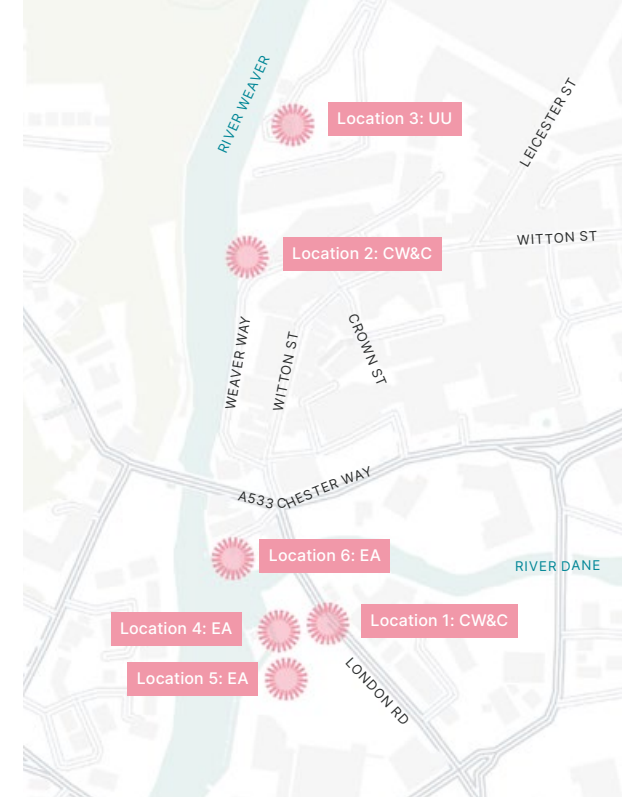 RIVER WEAVER
Location 3: UU
LEICESTER ST
WITTON ST
Location 2: CW&C
WEAVER WAY
WITTON ST
CROWN ST
A533 CHESTER WAY
Location 6: EA
RIVER DANE
Location 1: CW&C
Location 4: EA
Location 5: EA
LONDON RD